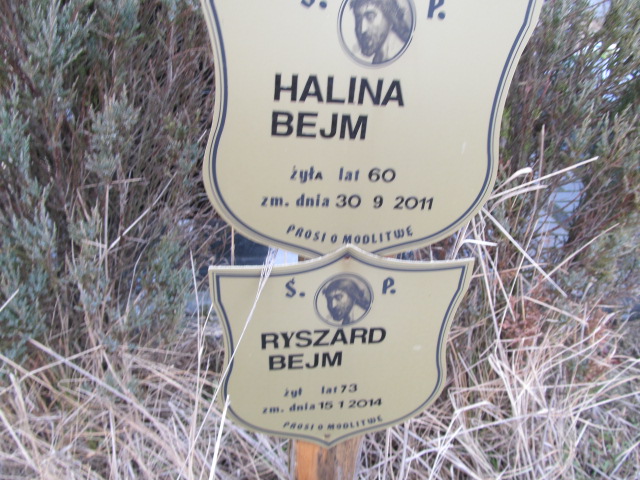 Ś. P.
HALINA
BEJM
żyłA lat 60
zm. dnia 30 9 2011
PROSI O MODLITWĘ
Ś. P.
RYSZARD
BEJM
żył lat 73
zm. dnia 15 1 2014
PROSI O MODLITWĘ